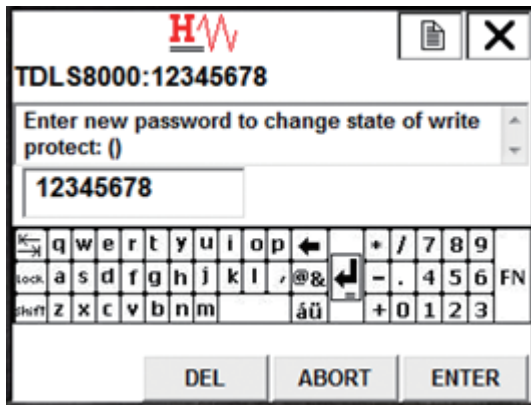 H
TDLS8000:12345678
Enter new password to change state of write
protect: ()
12345678
q w e r t y u i o p * / 7 8 9
Lock a s d f g h j k l , @& - . 4 5 6 FN
shift z x c v b n m áü + 0 1 2 3
DEL ABORT ENTER